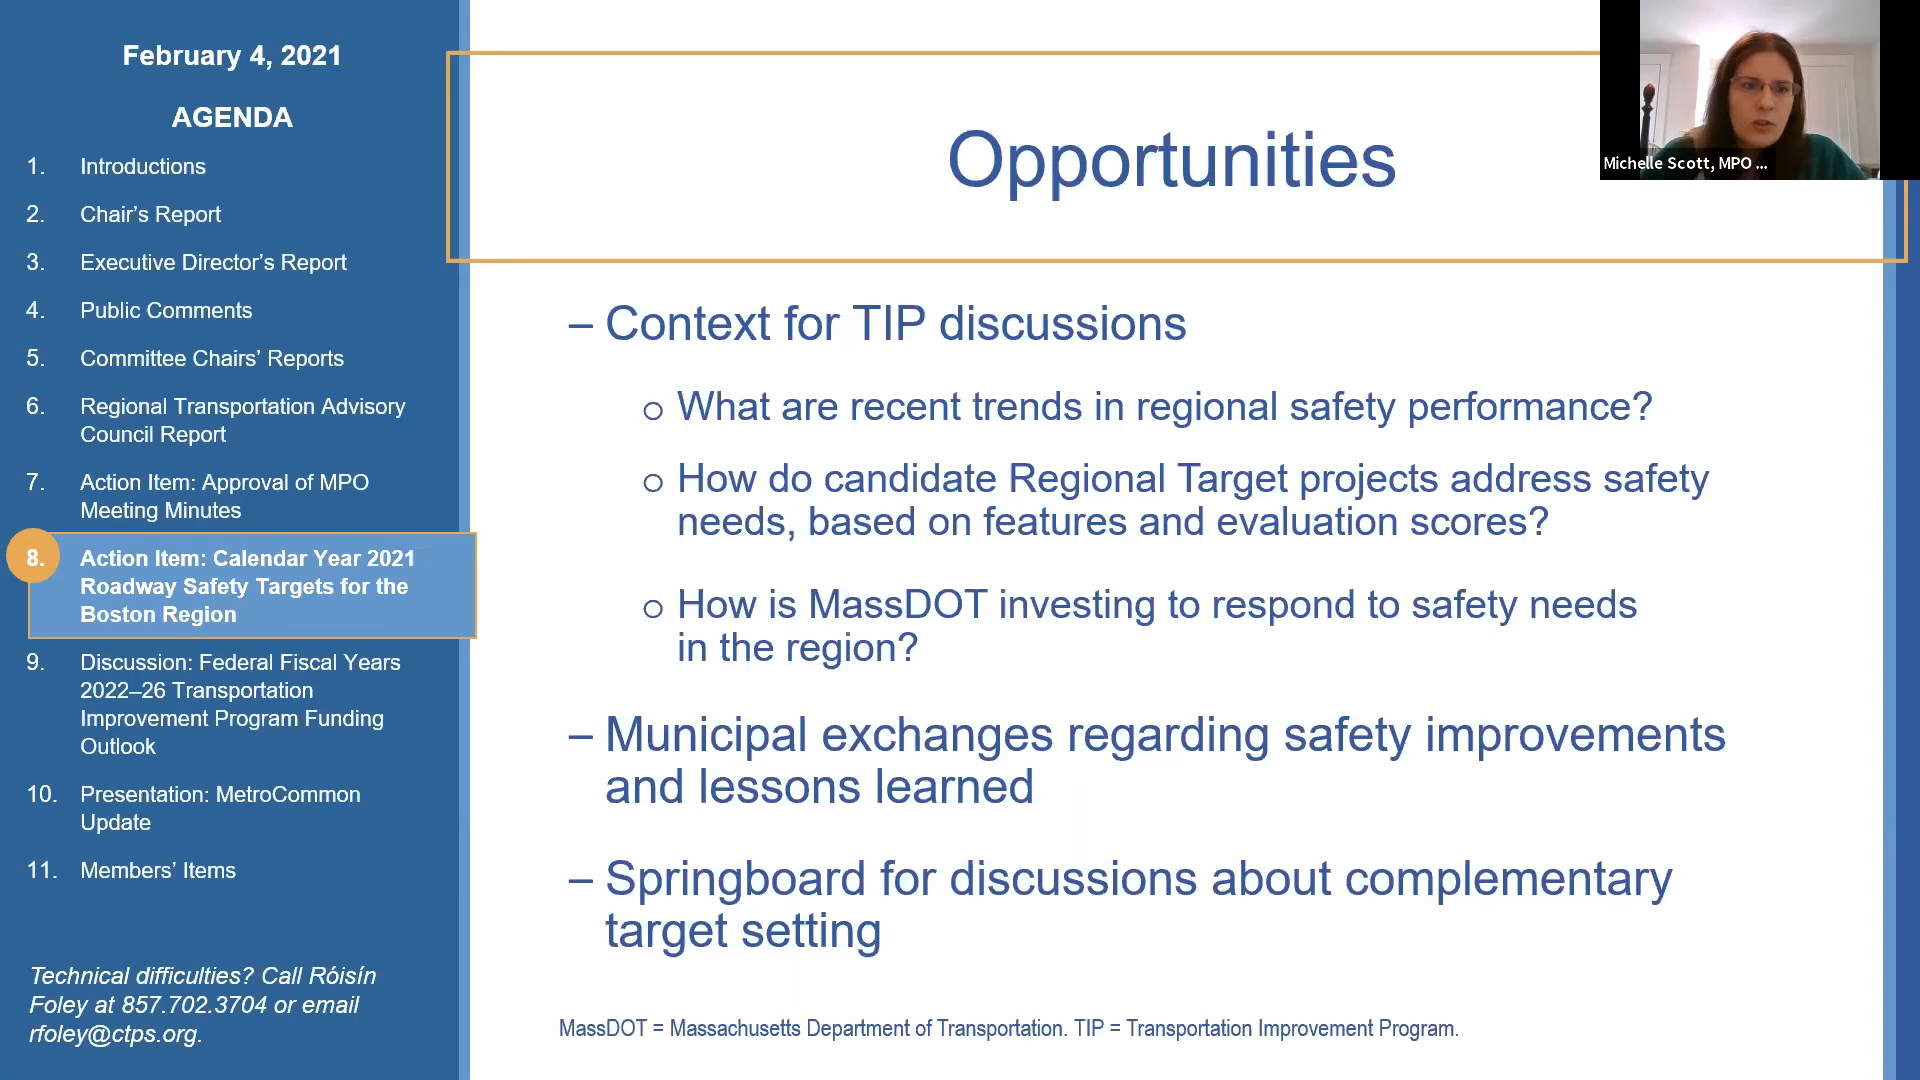 February 4, 2021
AGENDA
1. Introductions
2. Chair’s Report
3. Executive Director’s Report
4. Public Comments
5. Committee Chairs’ Reports
6. Regional Transportation Advisory
Council Report
7. Action Item: Approval of MPO
Meeting Minutes
8. Action Item: Calendar Year 2021
Roadway Safety Targets for the
Boston Region
9. Discussion: Federal Fiscal Years
2022–26 Transportation
Improvement Program Funding
Outlook
10. Presentation: MetroCommon
Update
11. Members’ Items
Technical difficulties? Call Róisín
Foley at 857.702.3704 or email
rfoley@ctps.org.
Opportunities
– Context for TIP discussions
o What are recent trends in regional safety performance?
o How do candidate Regional Target projects address safety
needs, based on features and evaluation scores?
o How is MassDOT investing to respond to safety needs
in the region?
– Municipal exchanges regarding safety improvements
and lessons learned
– Springboard for discussions about complementary
target setting
MassDOT = Massachusetts Department of Transportation. TIP = Transportation Improvement Program.
Michelle Scott, MPO ...